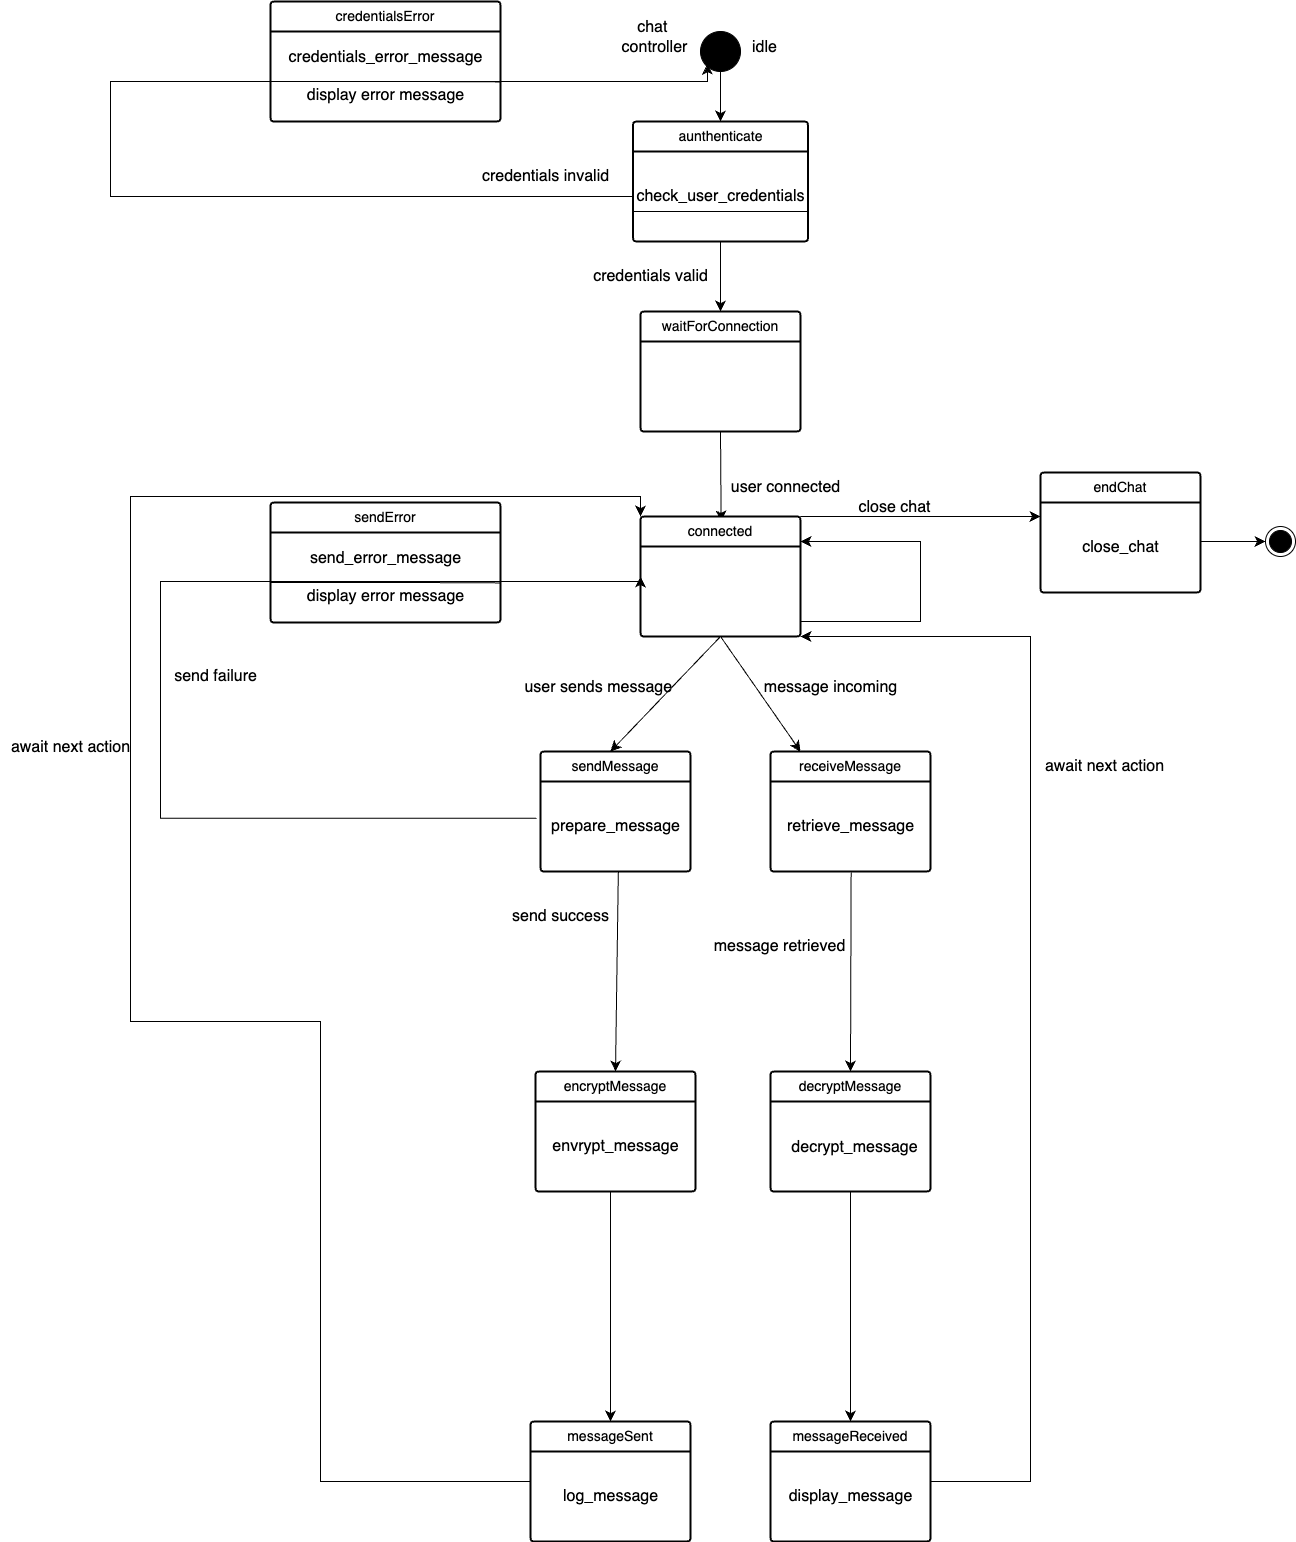 credentialsError
credentials_error_message
display error message
chat
controller
idle
aunthenticate
credentials invalid
check_user_credentials
credentials valid
waitForConnection
user connected
close chat
endChat
close_chat
sendError
send_error_message
display error message
connected
send failure
user sends message
message incoming
await next action
await next action
sendMessage
prepare_message
receiveMessage
retrieve_message
send success
message retrieved
encryptMessage
envrypt_message
decryptMessage
decrypt_message
messageSent
log_message
messageReceived
display_message